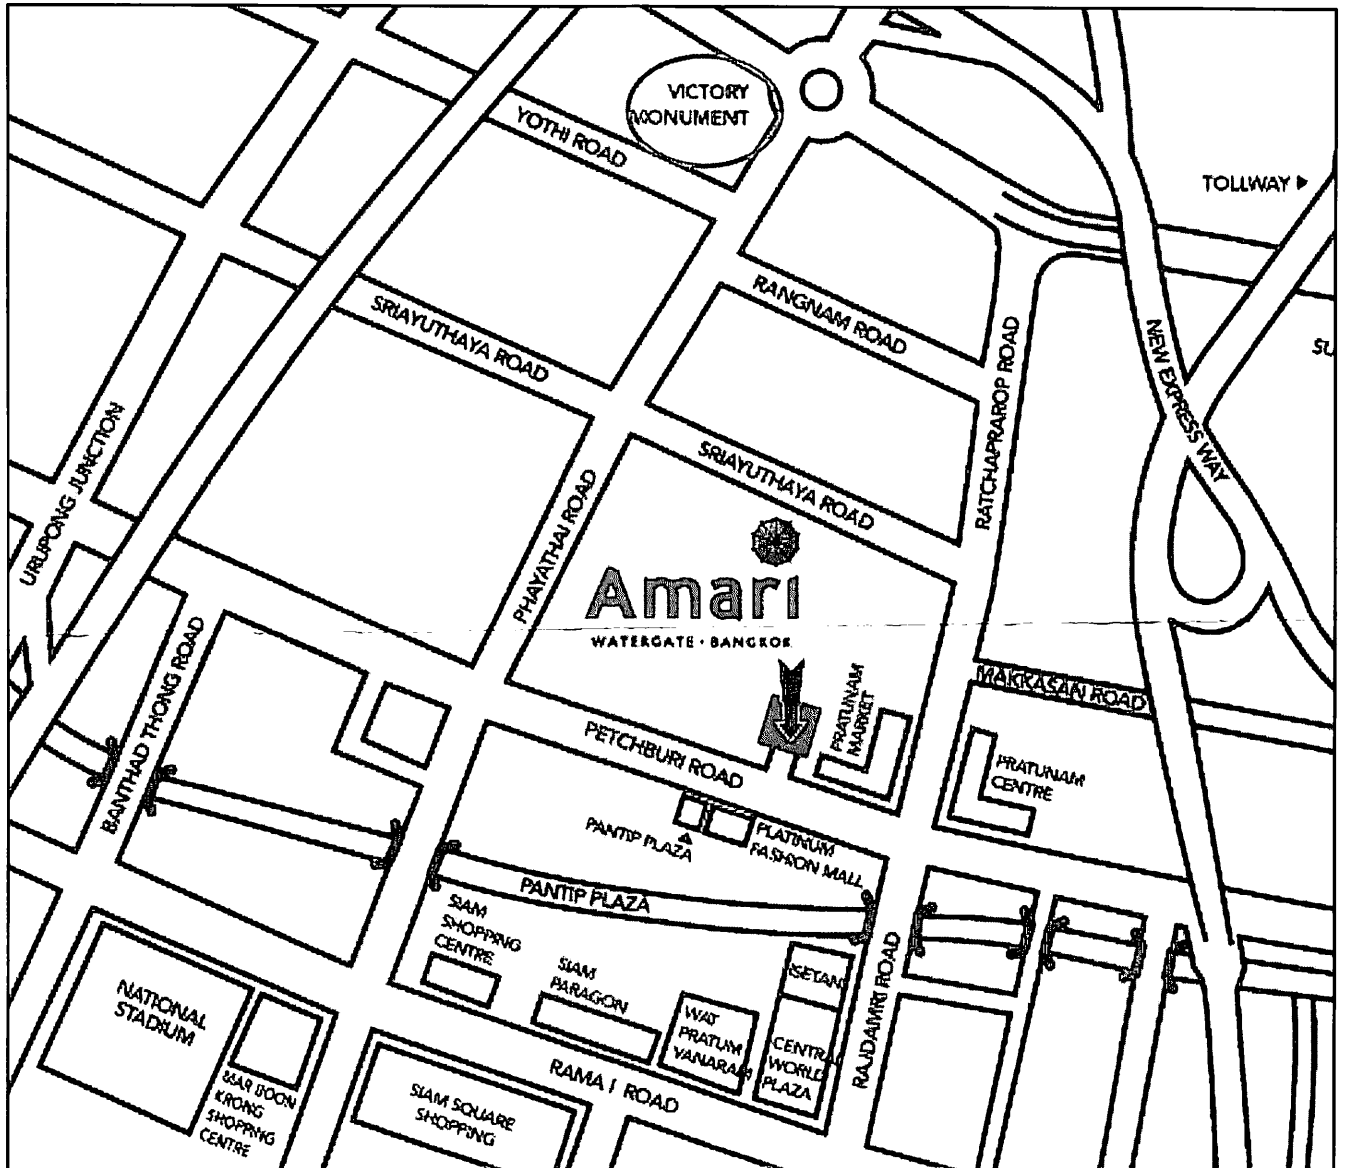 VICTORY
MONUMENT
YOTHI ROAD
TOLLWAY
RANGNAM ROAD
SRIAYUTHAYA ROAD
RATCHAPRAROP ROAD
NEW EXPRESS WAY
SU
URUPONG JUNCTION
SRIAYUTHAYA ROAD
PHAYATHAI ROAD
Amari
WATERGATE • BANGKOK
BANTHAD THONG ROAD
PRATUNAM
MARKET
MAKKASAN ROAD
PETCHBURI ROAD
PRATUNAM
CENTRE
PANTIP PLAZA
PLATINUM
FASHION MALL
PANTIP PLAZA
SIAM
SHOPPING
CENTRE
SIAM
PARAGON
ISETAN
RAJDAMRI ROAD
NATIONAL
STADIUM
WAT
PRATUM
VANARAM
CENTRAL
WORLD
PLAZA
RAMA I ROAD
MAR BOON
KRONG
SHOPPING
CENTRE
SIAM SQUARE
SHOPPING